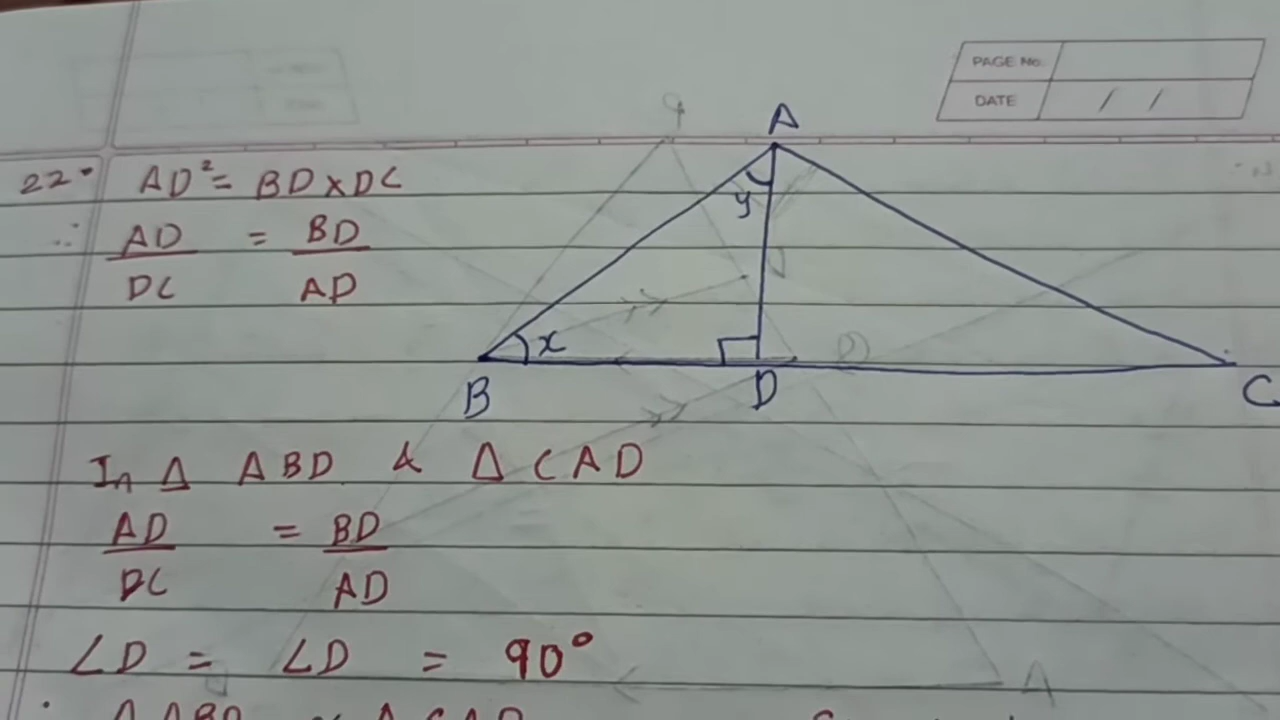 PAGE No.
DATE / /
A
22. AD² = BD × DC
y
∴ AD/DC = BD/AD
x
B D C
In Δ ABD & Δ CAD
AD/DC = BD/AD
∠D = ∠D = 90°
A